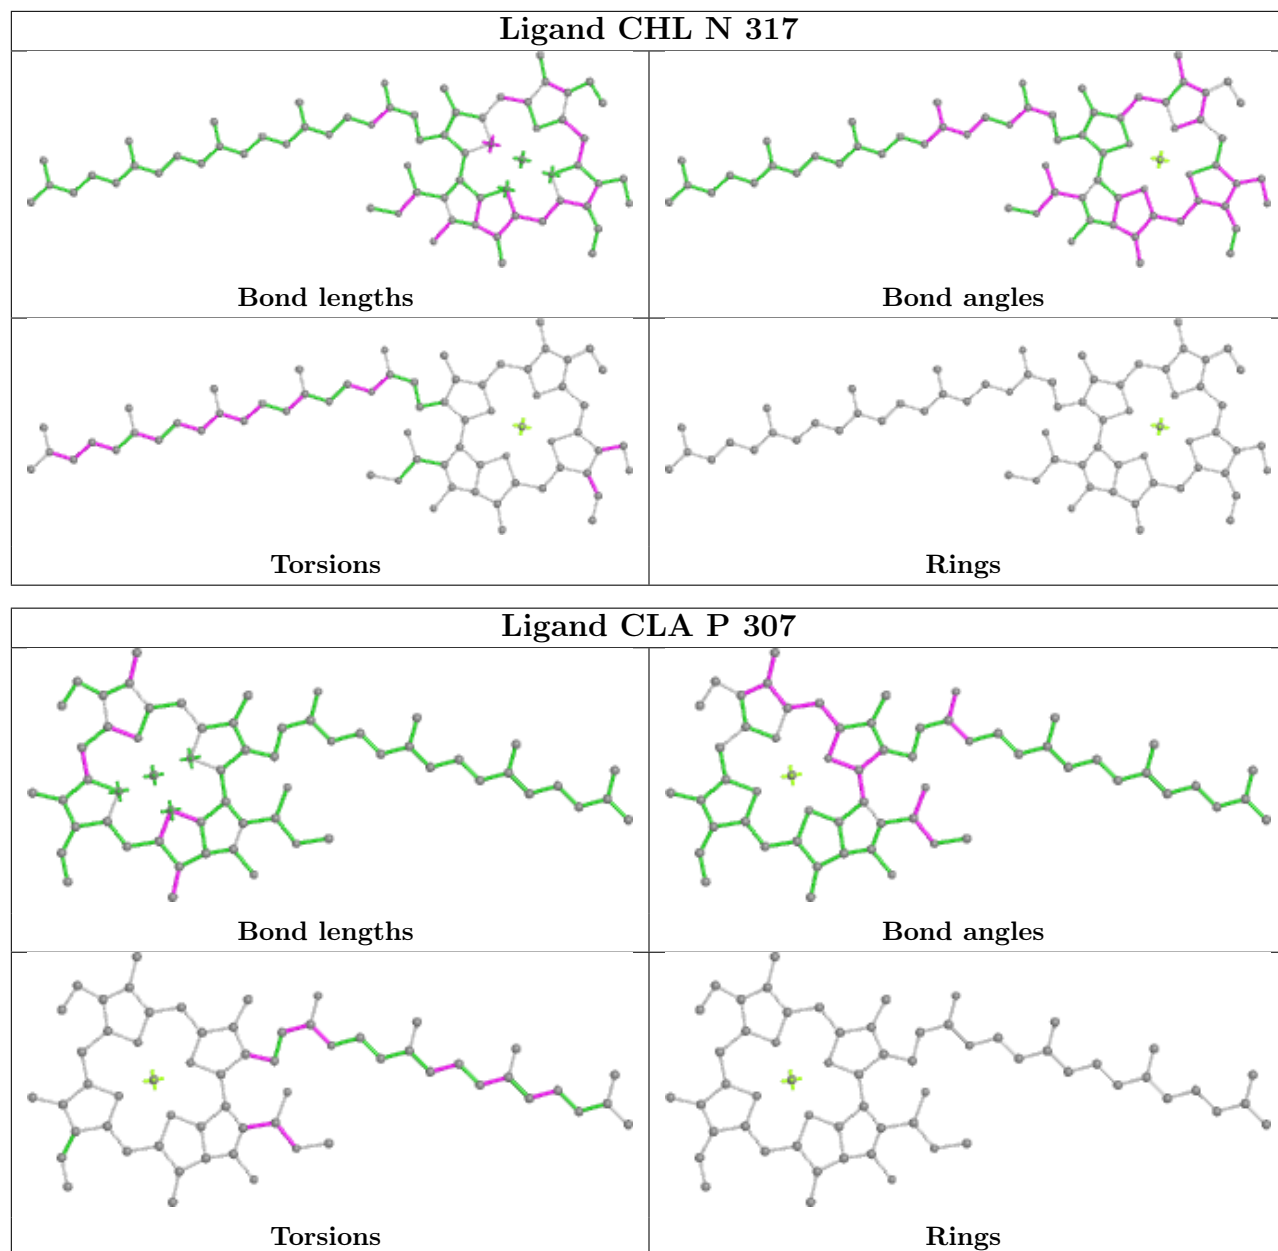 Ligand CHL N 317
Bond lengths
Bond angles
Torsions
Rings
Ligand CLA P 307
Bond lengths
Bond angles
Torsions
Rings